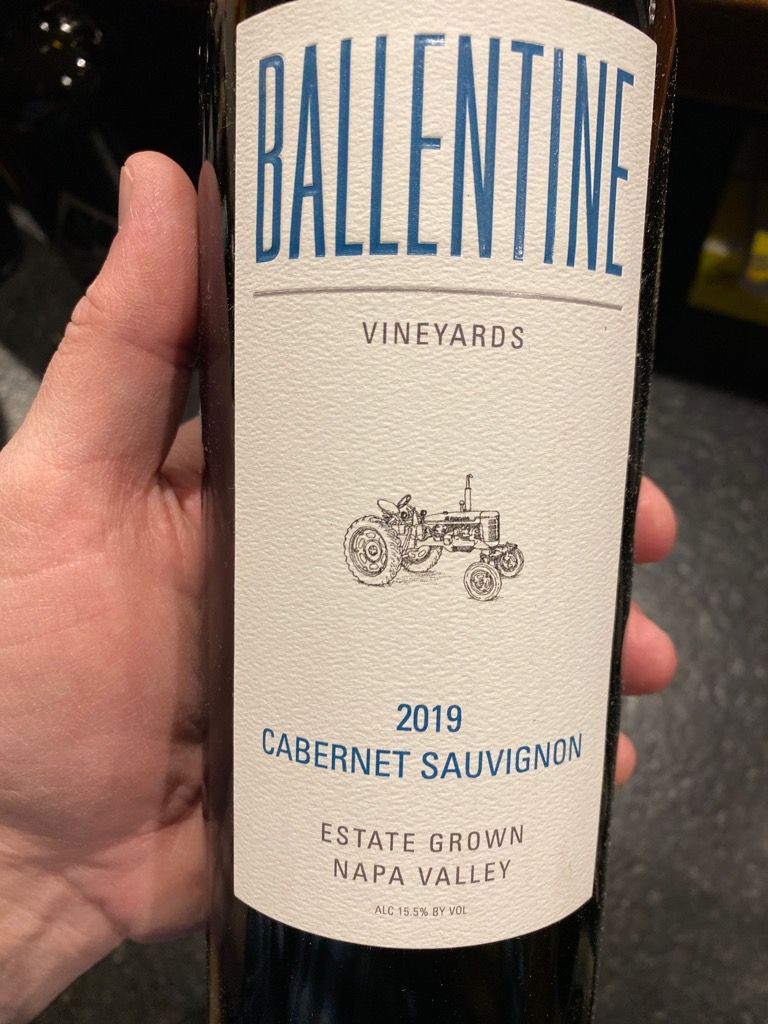 BALLENTINE
VINEYARDS
2019
CABERNET SAUVIGNON
ESTATE GROWN
NAPA VALLEY
ALC 15.5% BY VOL